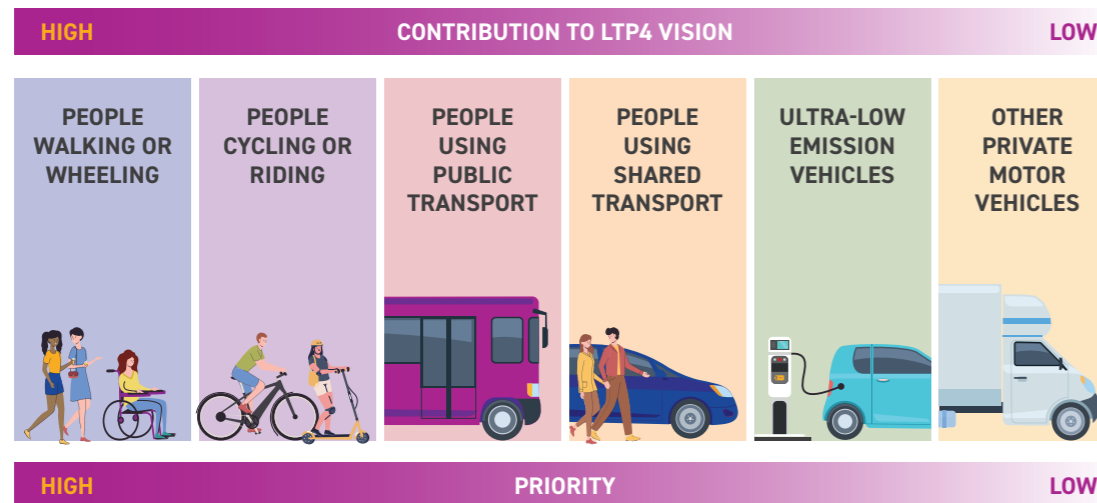 HIGH CONTRIBUTION TO LTP4 VISION LOW
PEOPLE
WALKING OR
WHEELING
PEOPLE
CYCLING OR
RIDING
PEOPLE
USING
PUBLIC
TRANSPORT
PEOPLE
USING
SHARED
TRANSPORT
ULTRA-LOW
EMISSION
VEHICLES
OTHER
PRIVATE
MOTOR
VEHICLES
HIGH PRIORITY LOW